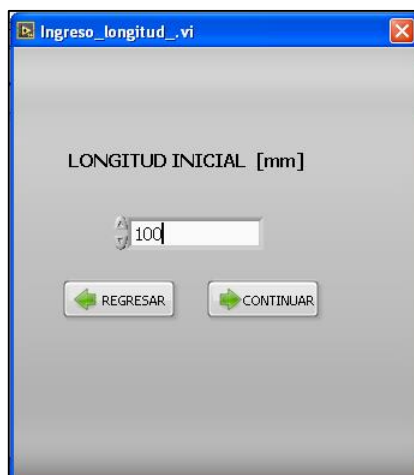 Ingreso_longitud_.vi
LONGITUD INICIAL [mm]
100
REGRESAR CONTINUAR